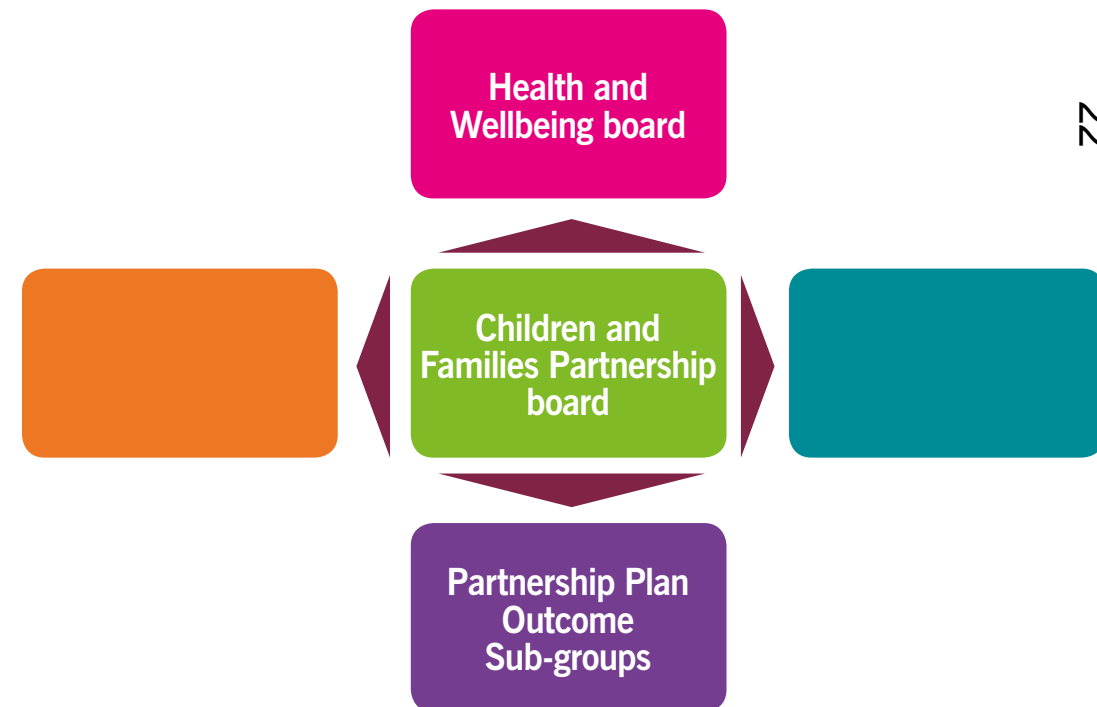 Health and
Wellbeing board
Children and
Families Partnership
board
Partnership Plan
Outcome
Sub-groups